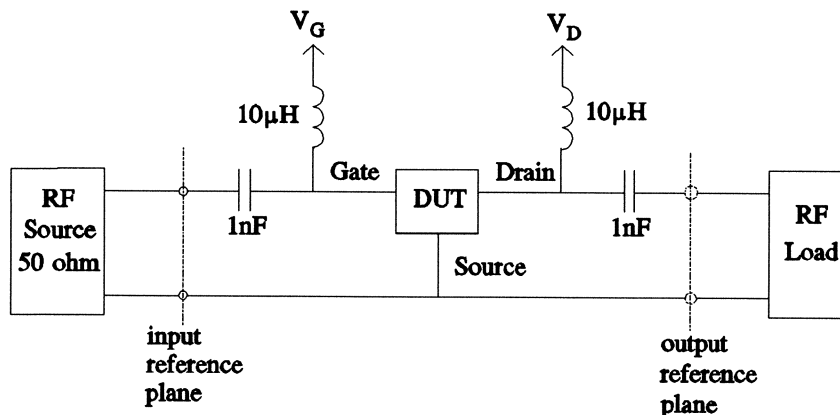 V_G
V_D
10μH
10μH
Gate
Drain
RF
Source
50 ohm
1nF
DUT
1nF
RF
Load
Source
input
reference
plane
output
reference
plane